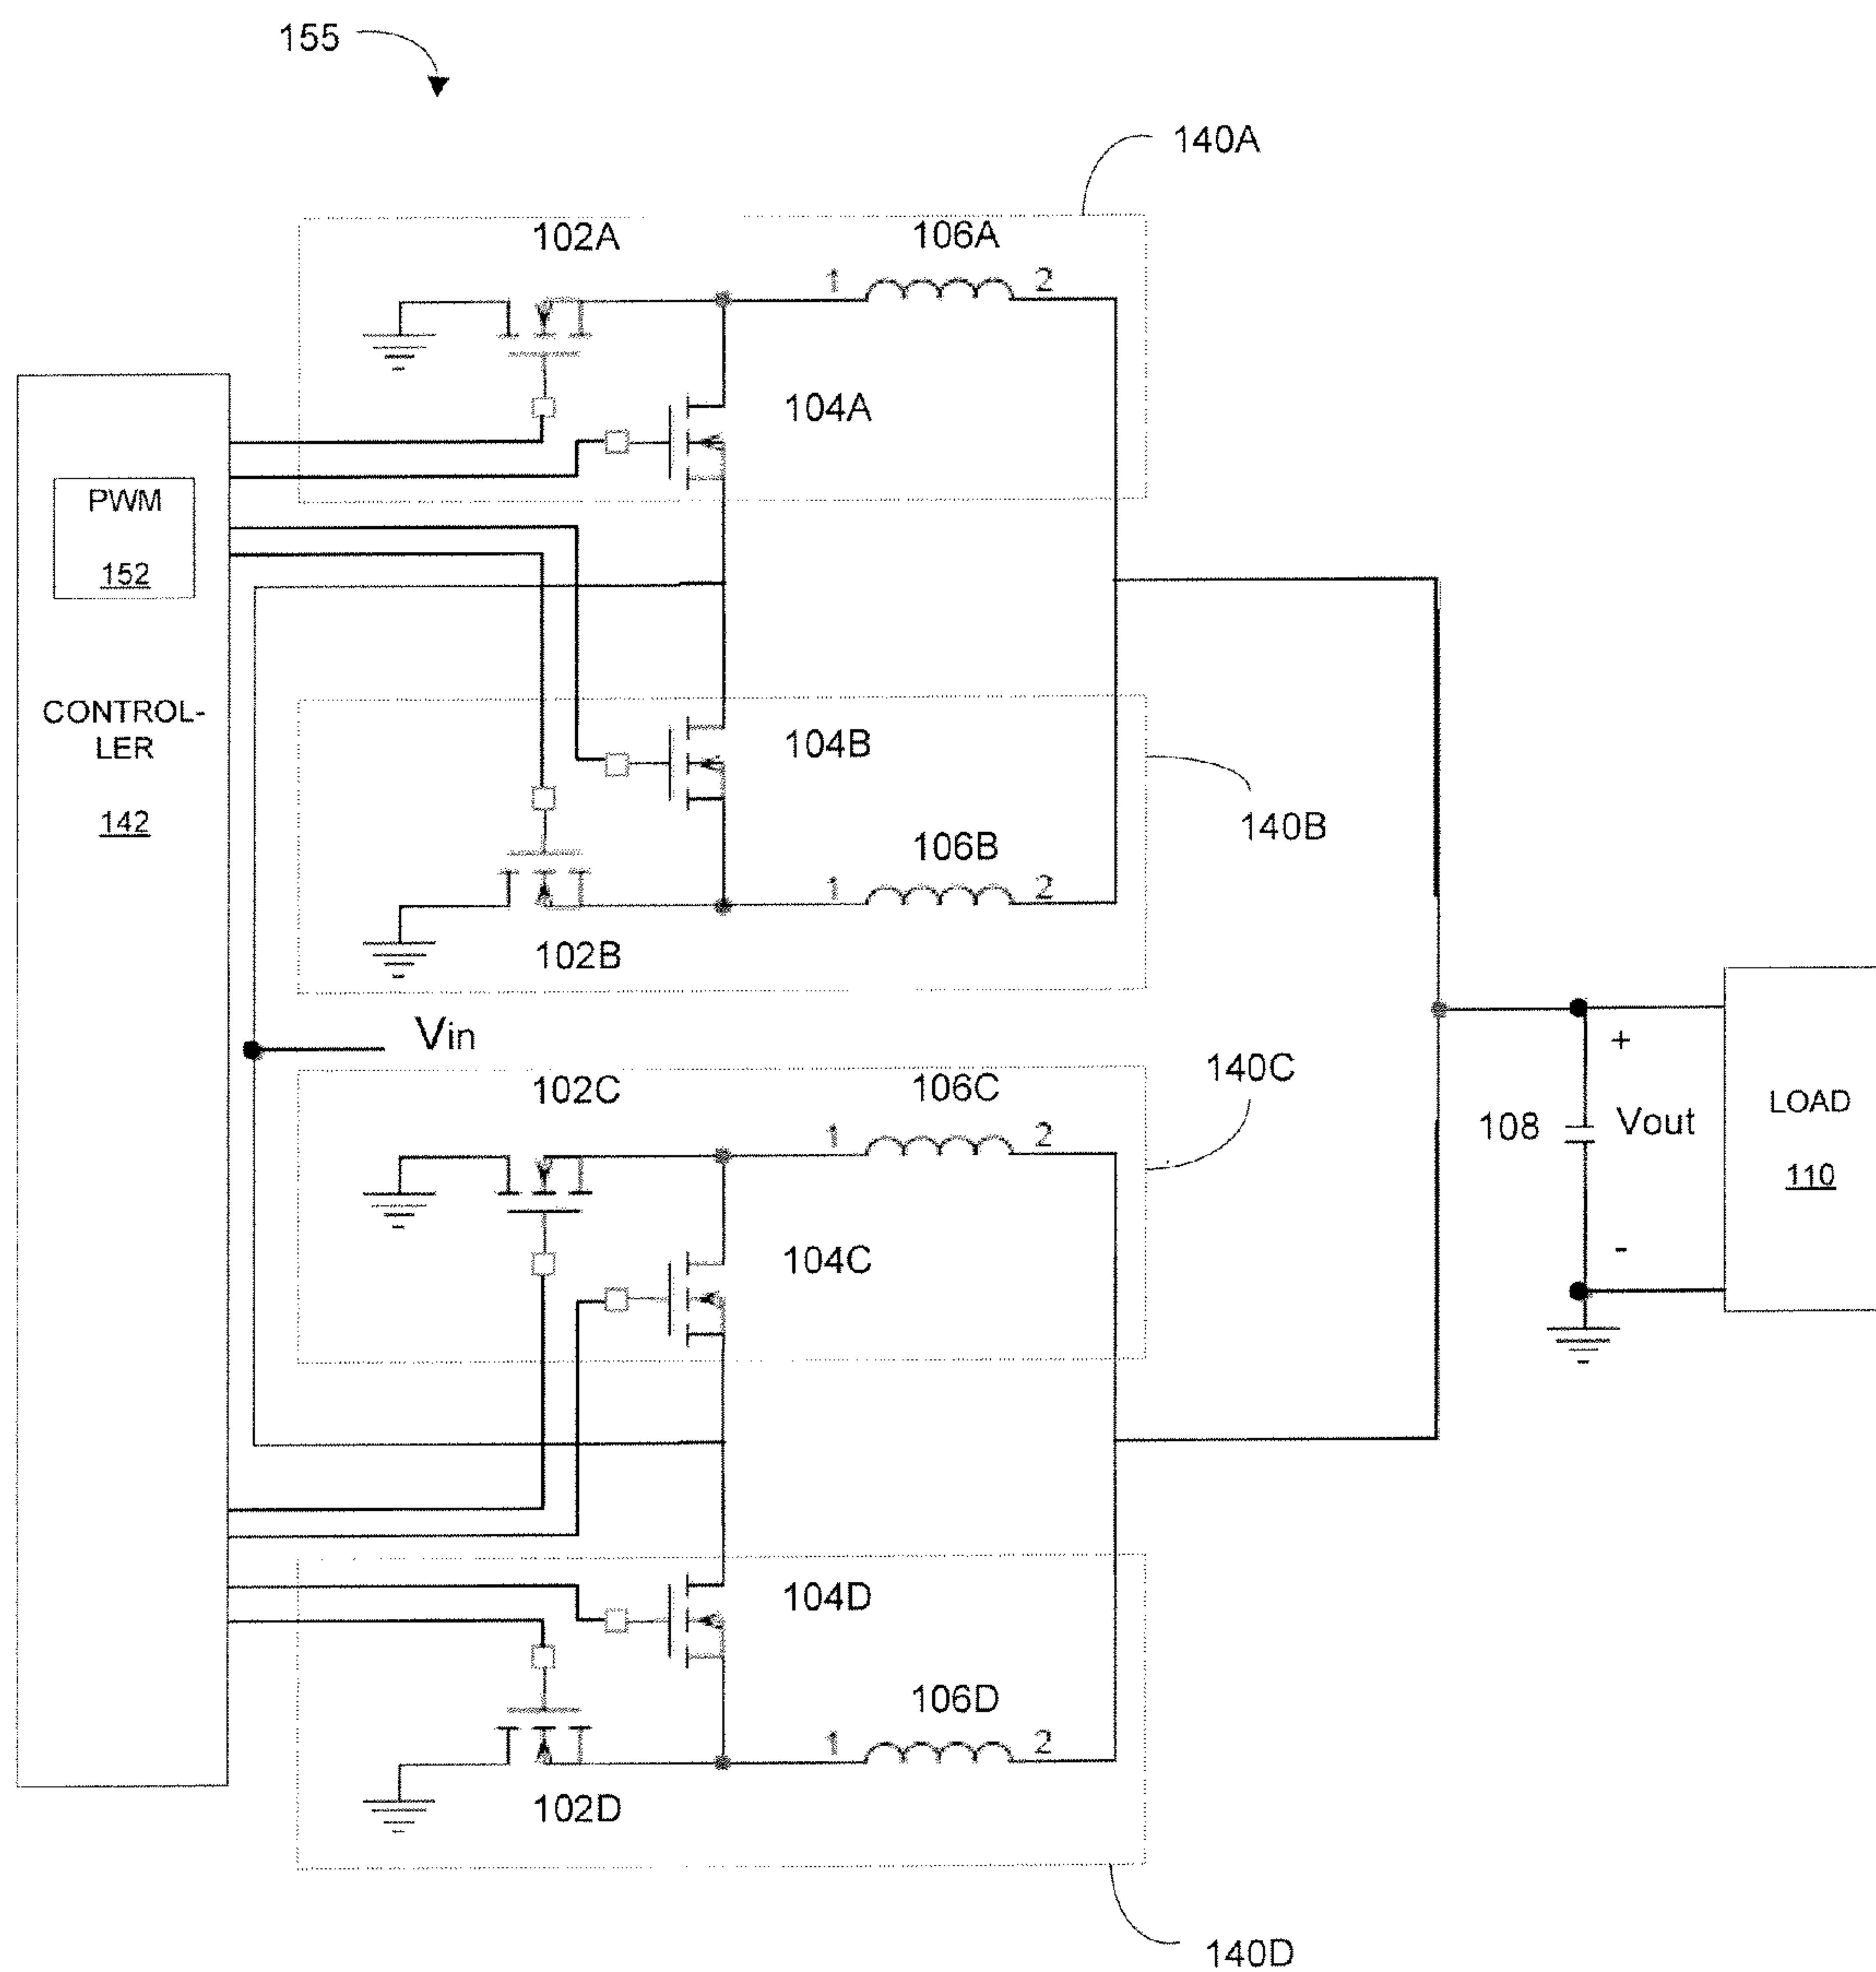 155
140A
102A
106A
1
2
104A
PWM
152
CONTROL-
LER
142
104B
140B
106B
1
2
102B
Vin
140C
102C
106C
1
2
104C
+
108
Vout
-
LOAD
110
104D
106D
1
2
102D
140D